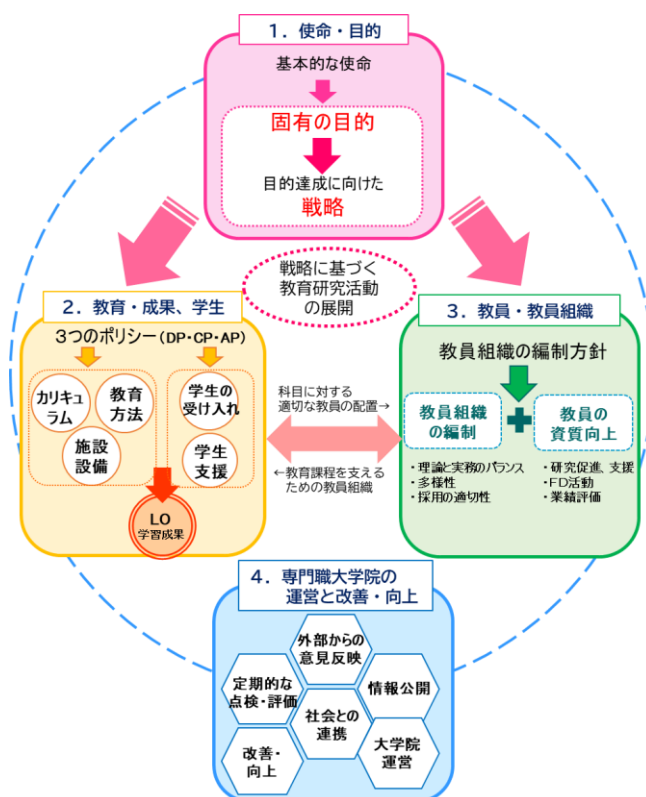 1．使命・目的
基本的な使命
固有の目的
目的達成に向けた
戦略
戦略に基づく
教育研究活動
の展開
2．教育・成果、学生
3つのポリシー（DP・CP・AP）
カリキュ
ラム
教育
方法
施設
設備
学生の
受け入れ
学生
支援
LO
学習成果
科目に対する
適切な教員の配置→
←教育課程を支える
ための教員組織
3．教員・教員組織
教員組織の編制方針
教員組織
の編制
教員の
資質向上
・理論と実務のバランス
・多様性
・採用の適切性
・研究促進、支援
・FD活動
・業績評価
4．専門職大学院の
運営と改善・向上
外部からの
意見反映
定期的な
点検・評価
情報公開
社会との
連携
改善・
向上
大学院
運営